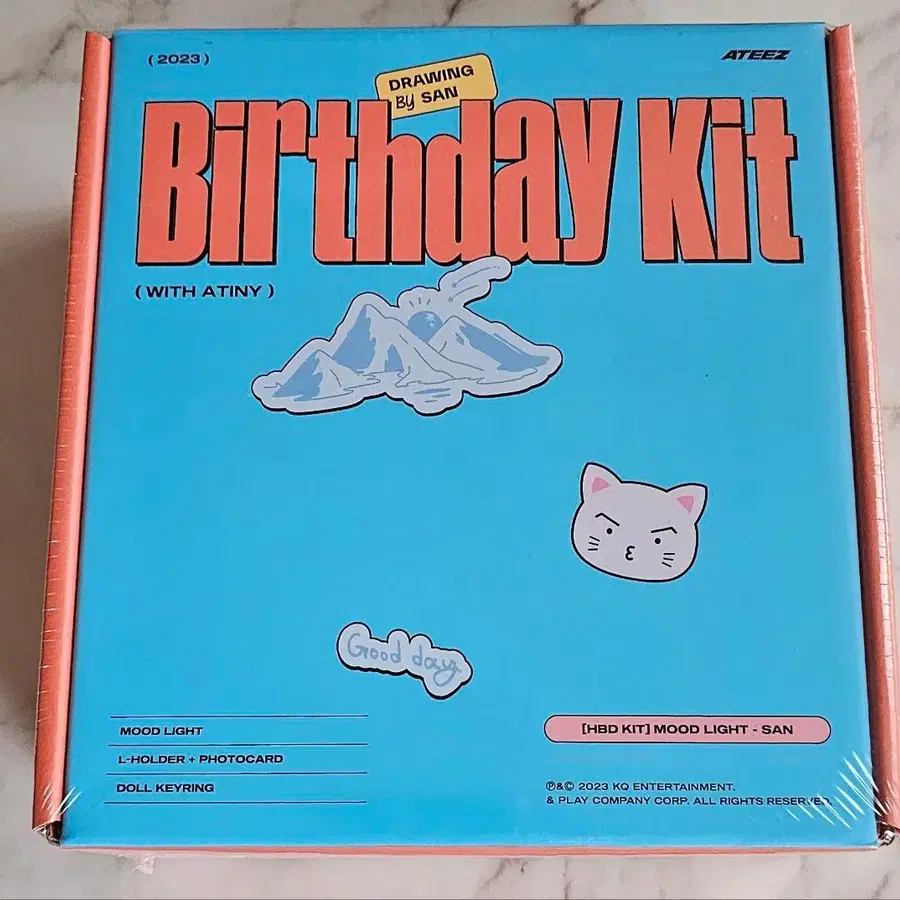 (2023)
ATEEZ
DRAWING
By SAN
Birthday Kit
(WITH ATINY)
Good day
MOOD LIGHT
L-HOLDER + PHOTOCARD
DOLL KEYRING
[HBD KIT] MOOD LIGHT - SAN
℗&© 2023 KQ ENTERTAINMENT.
& PLAY COMPANY CORP. ALL RIGHTS RESERVED.